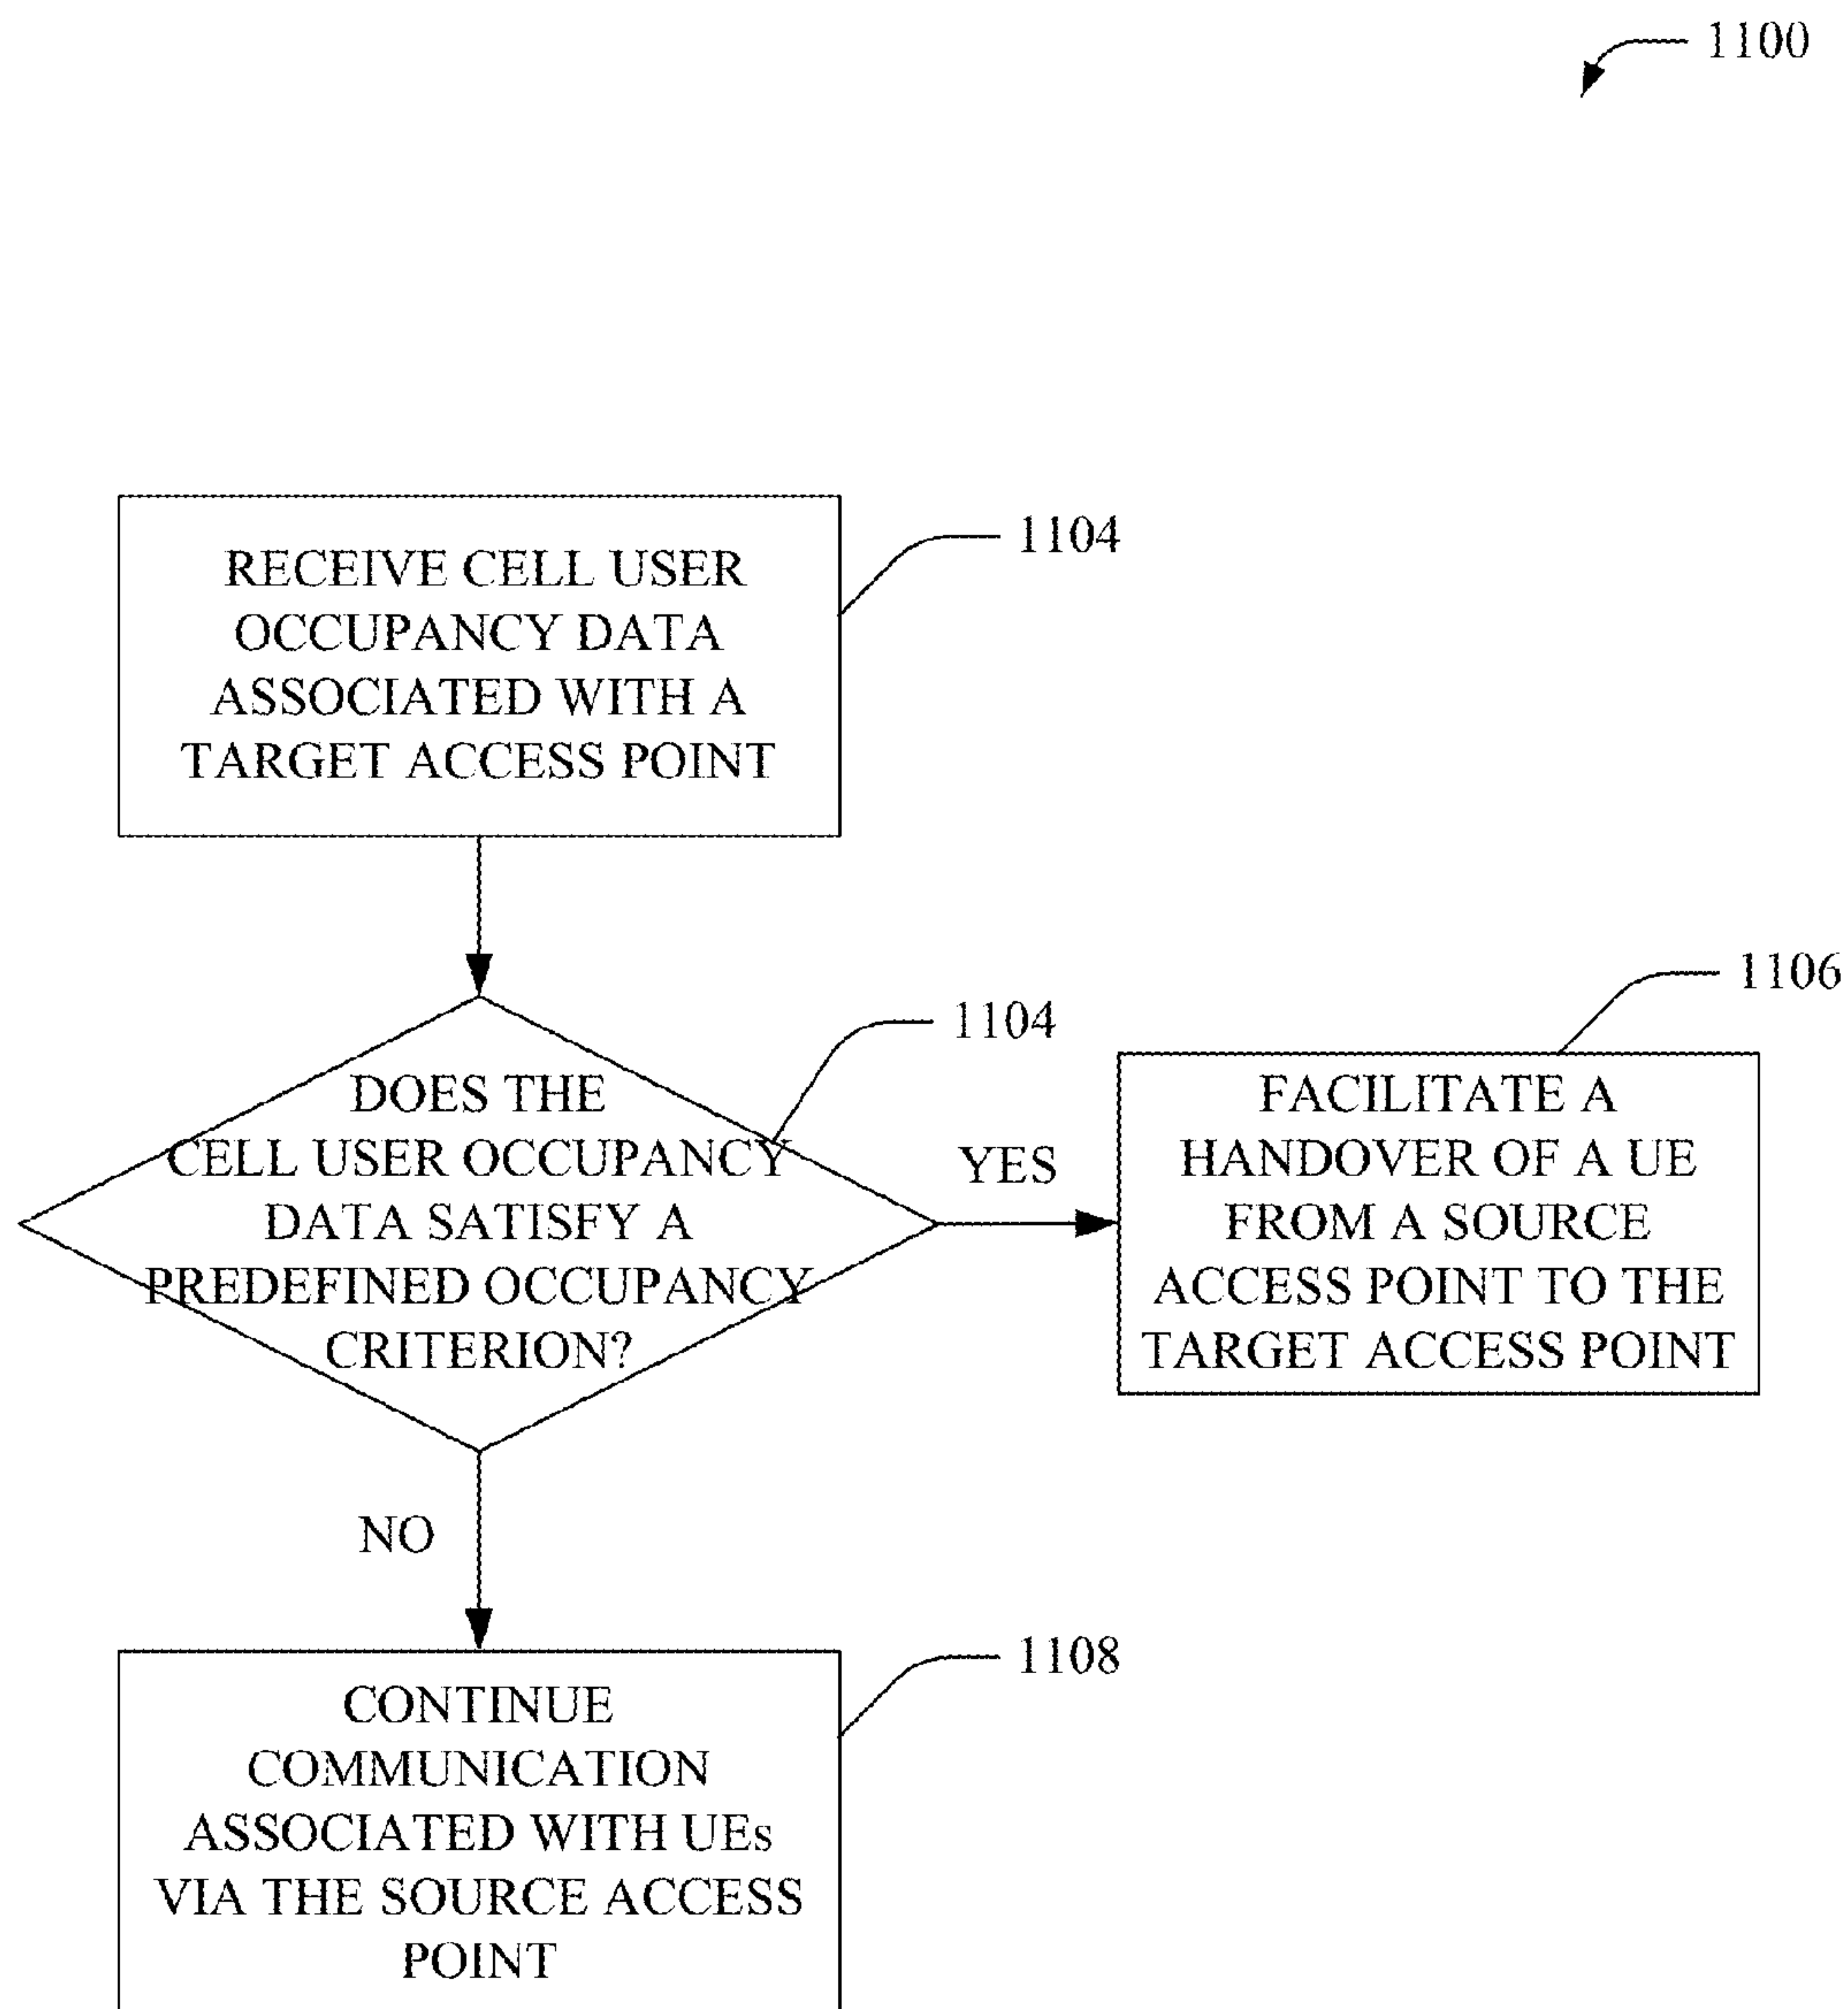 1100
RECEIVE CELL USER
OCCUPANCY DATA
ASSOCIATED WITH A
TARGET ACCESS POINT
1104
DOES THE
CELL USER OCCUPANCY
DATA SATISFY A
PREDEFINED OCCUPANCY
CRITERION?
1104
YES
FACILITATE A
HANDOVER OF A UE
FROM A SOURCE
ACCESS POINT TO THE
TARGET ACCESS POINT
1106
NO
CONTINUE
COMMUNICATION
ASSOCIATED WITH UEs
VIA THE SOURCE ACCESS
POINT
1108